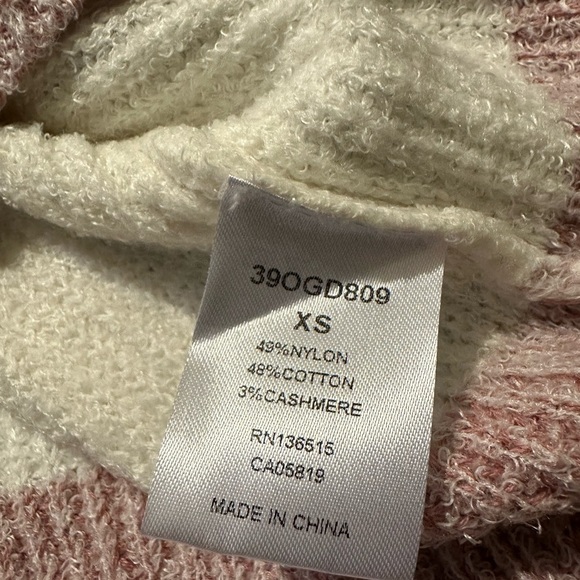 39OGD809
XS
49%NYLON
48%COTTON
3%CASHMERE
RN136515
CA05819
MADE IN CHINA